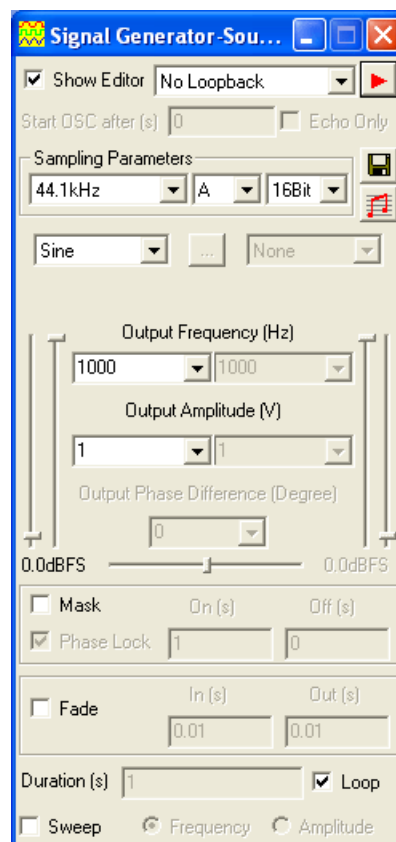 Signal Generator-Sou...
Show Editor No Loopback
Start OSC after (s) 0 Echo Only
Sampling Parameters
44.1kHz A 16Bit
Sine ... None
Output Frequency (Hz)
1000 1000
Output Amplitude (V)
1 1
Output Phase Difference (Degree)
0
0.0dBFS 0.0dBFS
Mask On (s) Off (s)
Phase Lock 1 0
In (s) Out (s)
Fade 0.01 0.01
Duration (s) 1 Loop
Sweep Frequency Amplitude